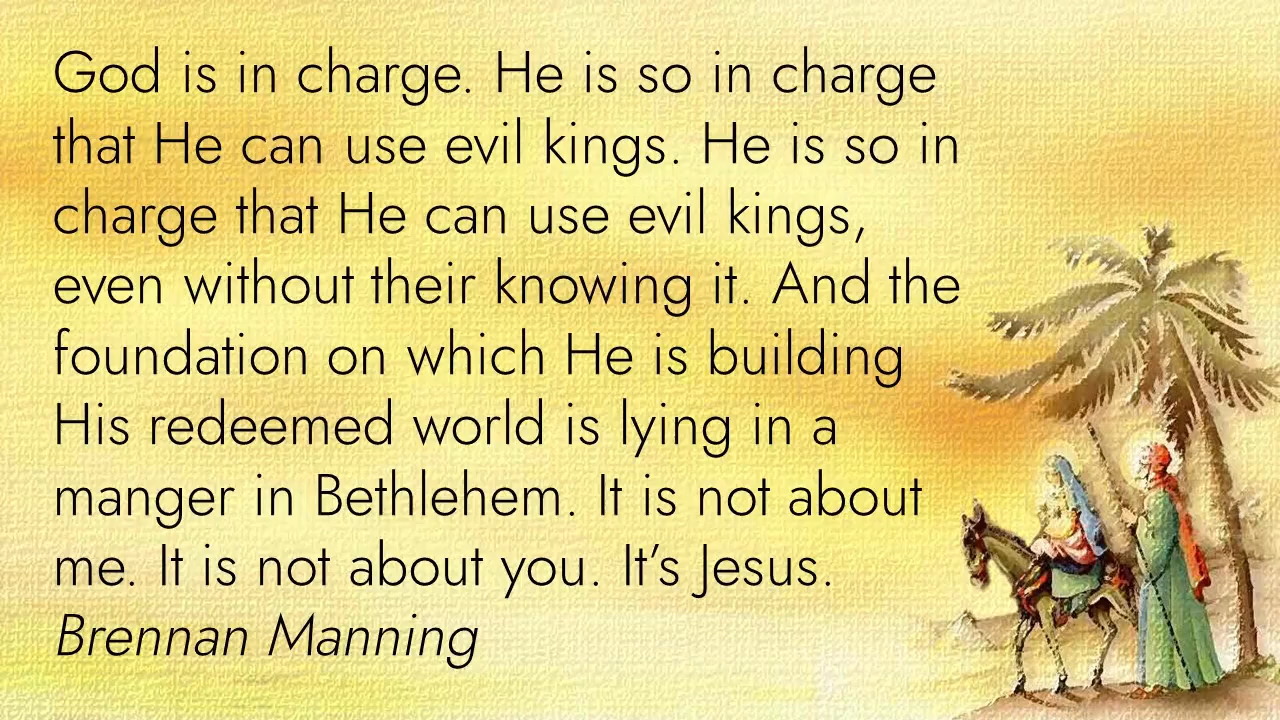 God is in charge. He is so in charge
that He can use evil kings. He is so in
charge that He can use evil kings,
even without their knowing it. And the
foundation on which He is building
His redeemed world is lying in a
manger in Bethlehem. It is not about
me. It is not about you. It’s Jesus.
Brennan Manning